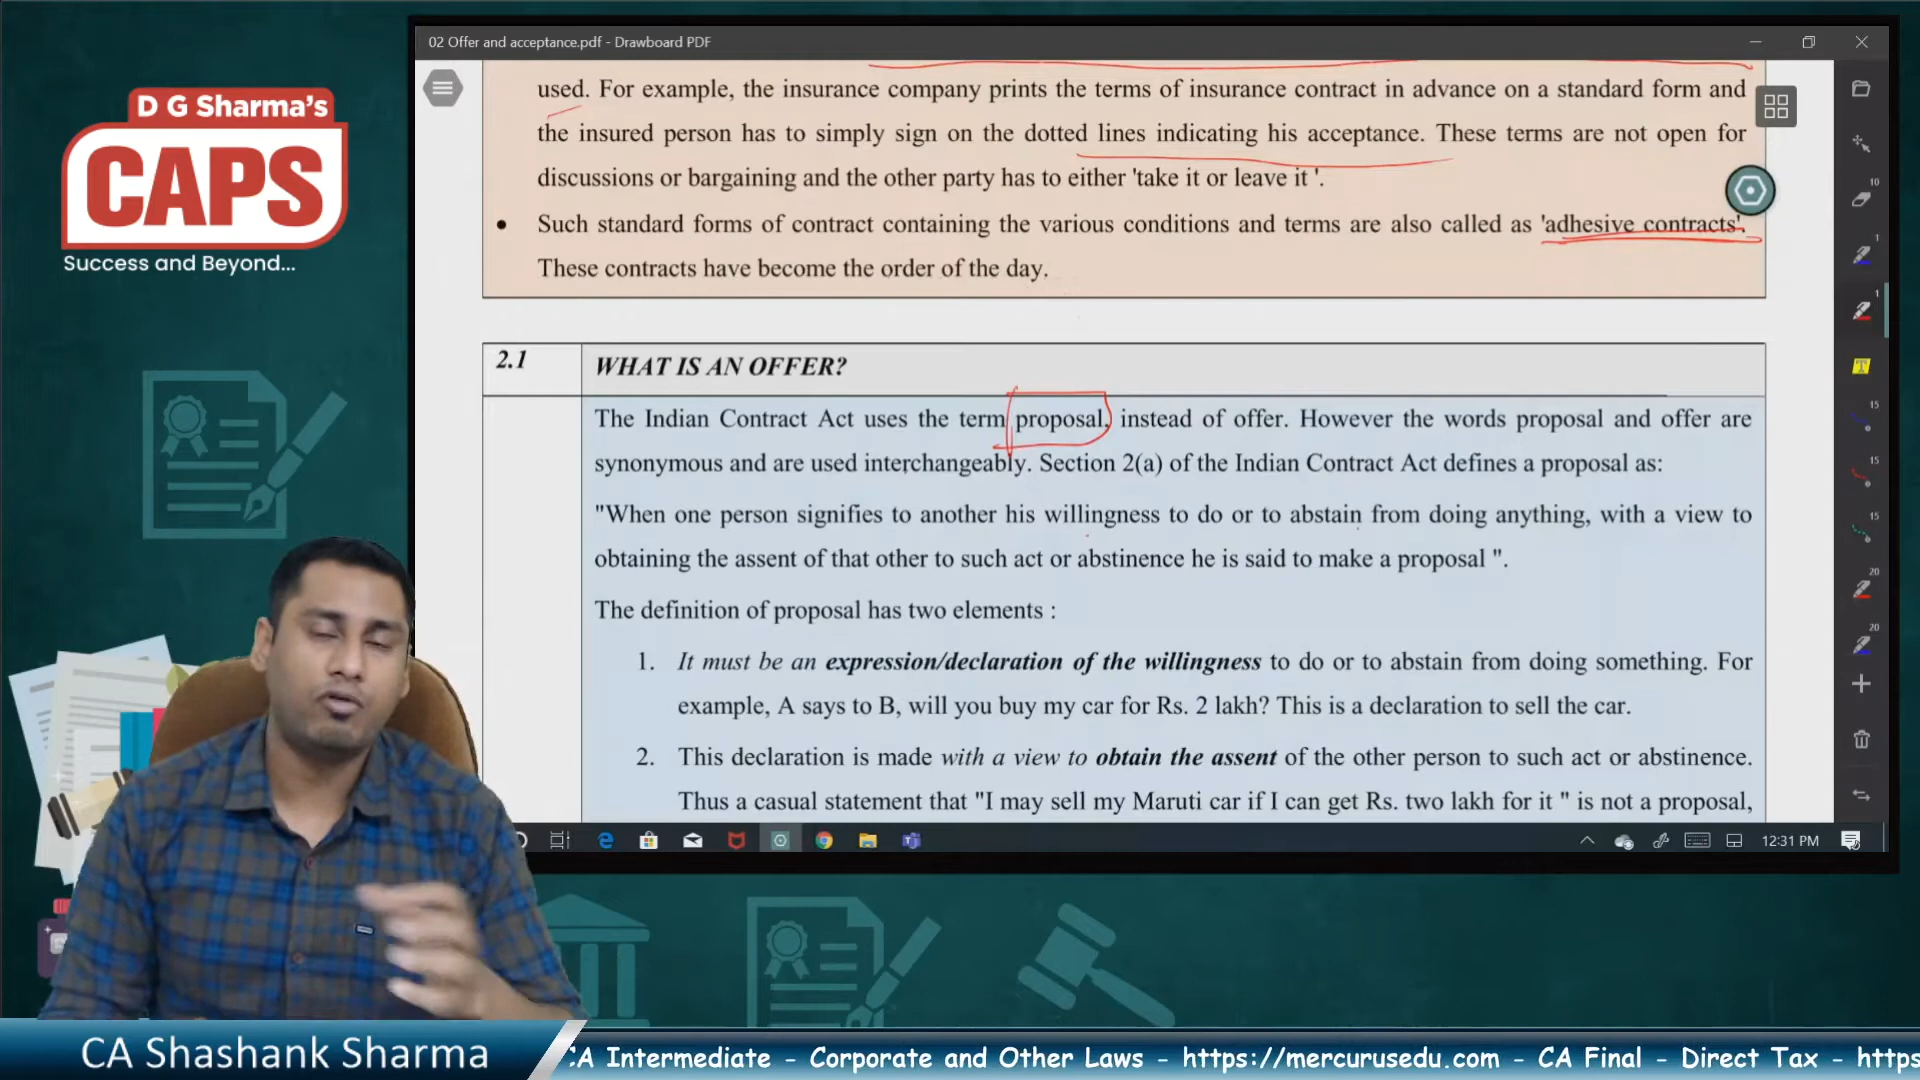 D G Sharma's
CAPS
Success and Beyond...
02 Offer and acceptance.pdf - Drawboard PDF
used. For example, the insurance company prints the terms of insurance contract in advance on a standard form and
the insured person has to simply sign on the dotted lines indicating his acceptance. These terms are not open for
discussions or bargaining and the other party has to either 'take it or leave it '.
• Such standard forms of contract containing the various conditions and terms are also called as 'adhesive contracts'.
These contracts have become the order of the day.
2.1 WHAT IS AN OFFER?
The Indian Contract Act uses the term proposal, instead of offer. However the words proposal and offer are
synonymous and are used interchangeably. Section 2(a) of the Indian Contract Act defines a proposal as:
"When one person signifies to another his willingness to do or to abstain from doing anything, with a view to
obtaining the assent of that other to such act or abstinence he is said to make a proposal ".
The definition of proposal has two elements :
1. It must be an expression/declaration of the willingness to do or to abstain from doing something. For
example, A says to B, will you buy my car for Rs. 2 lakh? This is a declaration to sell the car.
2. This declaration is made with a view to obtain the assent of the other person to such act or abstinence.
Thus a casual statement that "I may sell my Maruti car if I can get Rs. two lakh for it " is not a proposal,
10
1
1
T
15
15
15
20
20
12:31 PM
CA Shashank Sharma
CA Intermediate - Corporate and Other Laws - https://mercurusedu.com - CA Final - Direct Tax - https